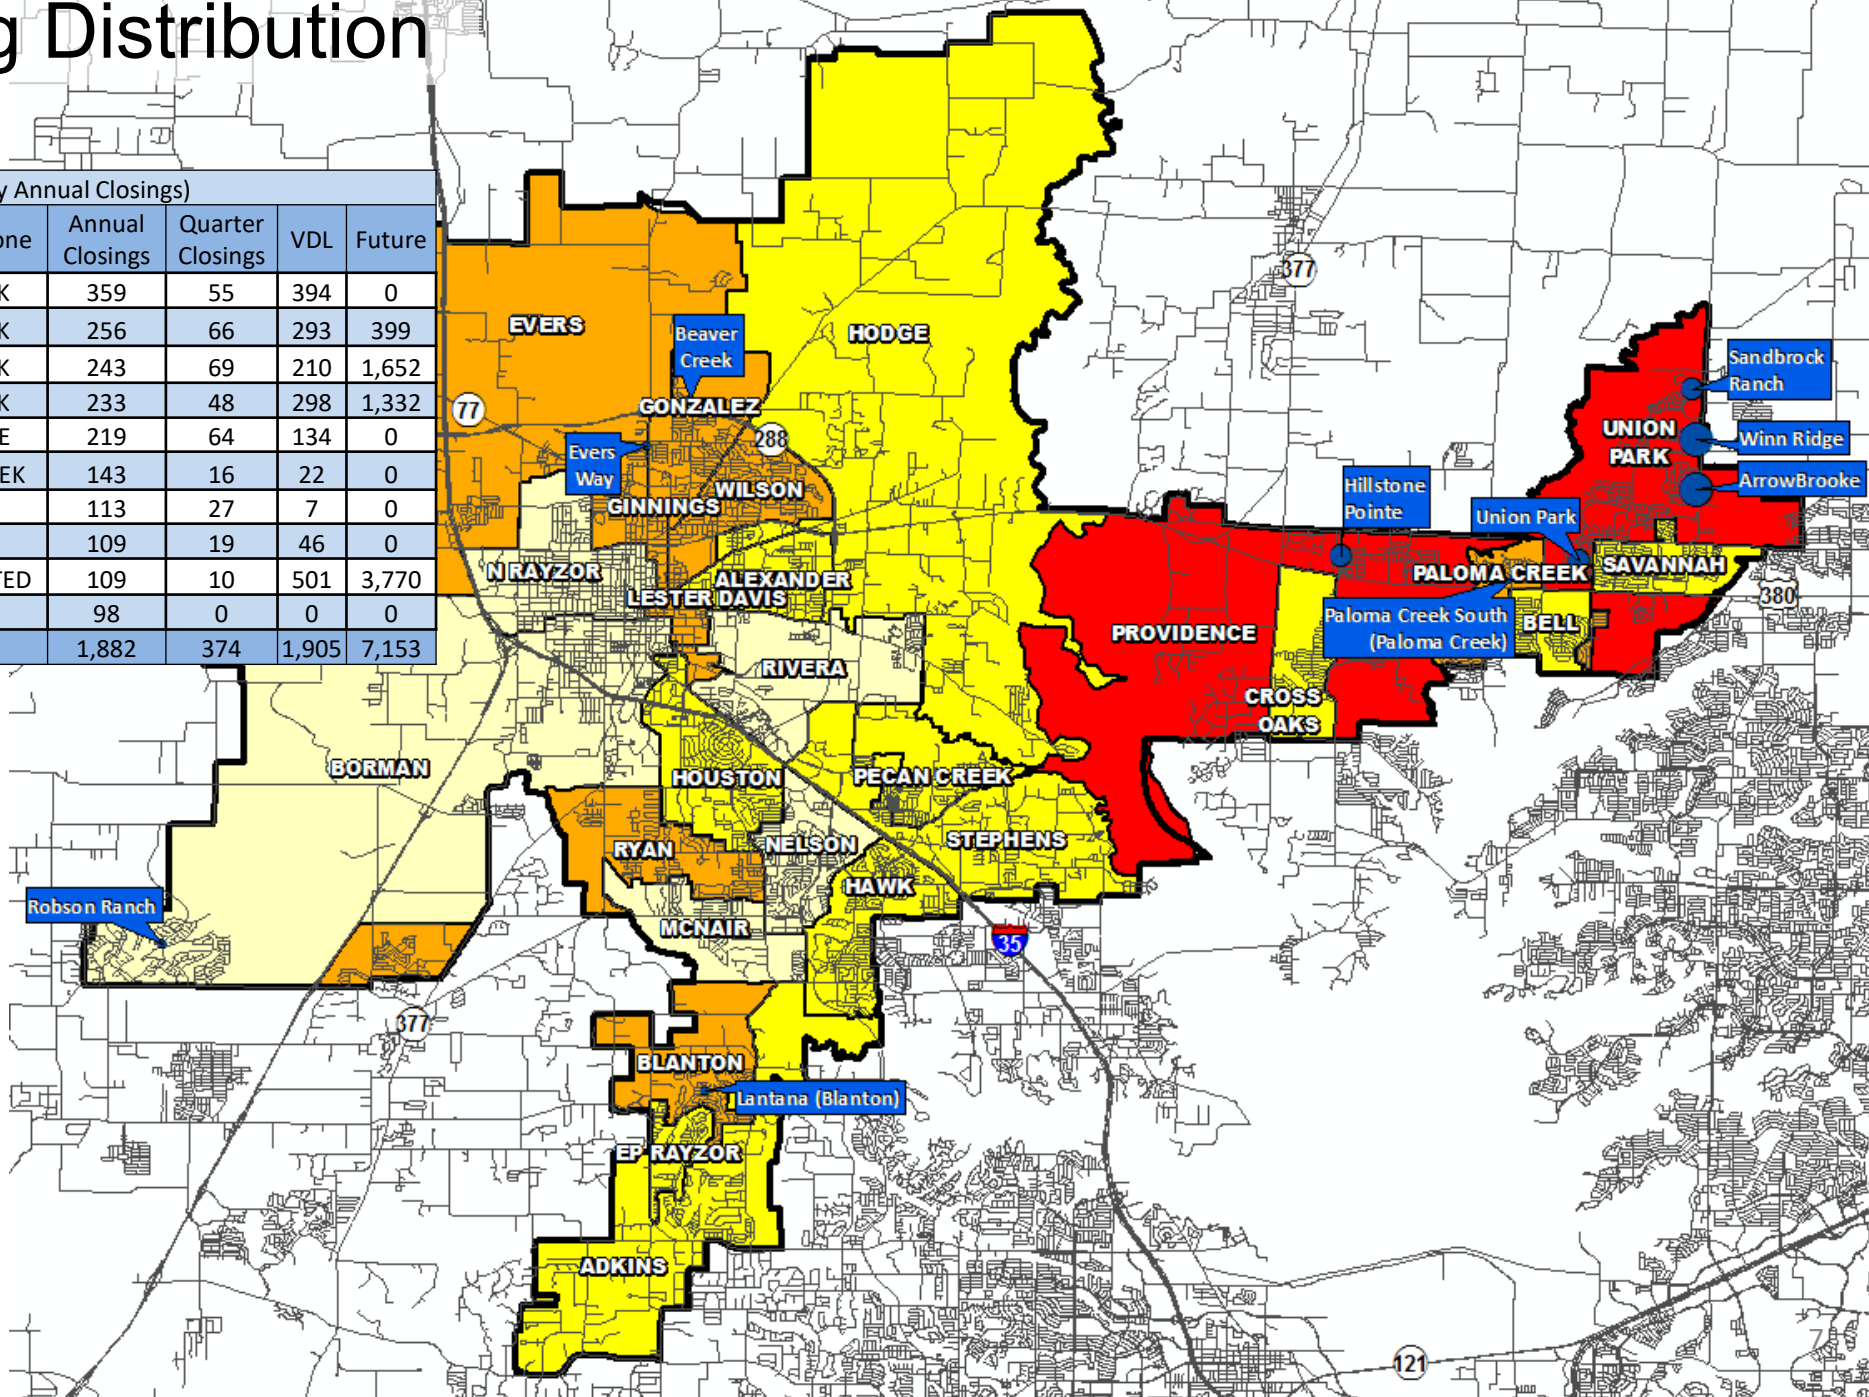 g Distribution
y Annual Closings)
one Annual Closings Quarter Closings VDL Future
K 359 55 394 0
K 256 66 293 399
K 243 69 210 1,652
K 233 48 298 1,332
E 219 64 134 0
EK 143 16 22 0
113 27 7 0
109 19 46 0
TED 109 10 501 3,770
98 0 0 0
1,882 374 1,905 7,153
377
EVERS
Beaver
Creek
HODGE
Sandbrock
Ranch
77
GONZALEZ
288
UNION
PARK
Winn Ridge
Evers
Way
WILSON
GINNINGS
Hillstone
Pointe
Union Park
ArrowBrooke
N RAYZOR
ALEXANDER
LESTER DAVIS
PALOMA CREEK
SAVANNAH
380
PROVIDENCE
Paloma Creek South
(Paloma Creek)
BELL
RIVERA
CROSS
OAKS
BORMAN
HOUSTON
PECAN CREEK
RYAN
NELSON
STEPHENS
HAWK
Robson Ranch
MCNAIR
35
377
BLANTON
Lantana (Blanton)
EP RAYZOR
ADKINS
121
7